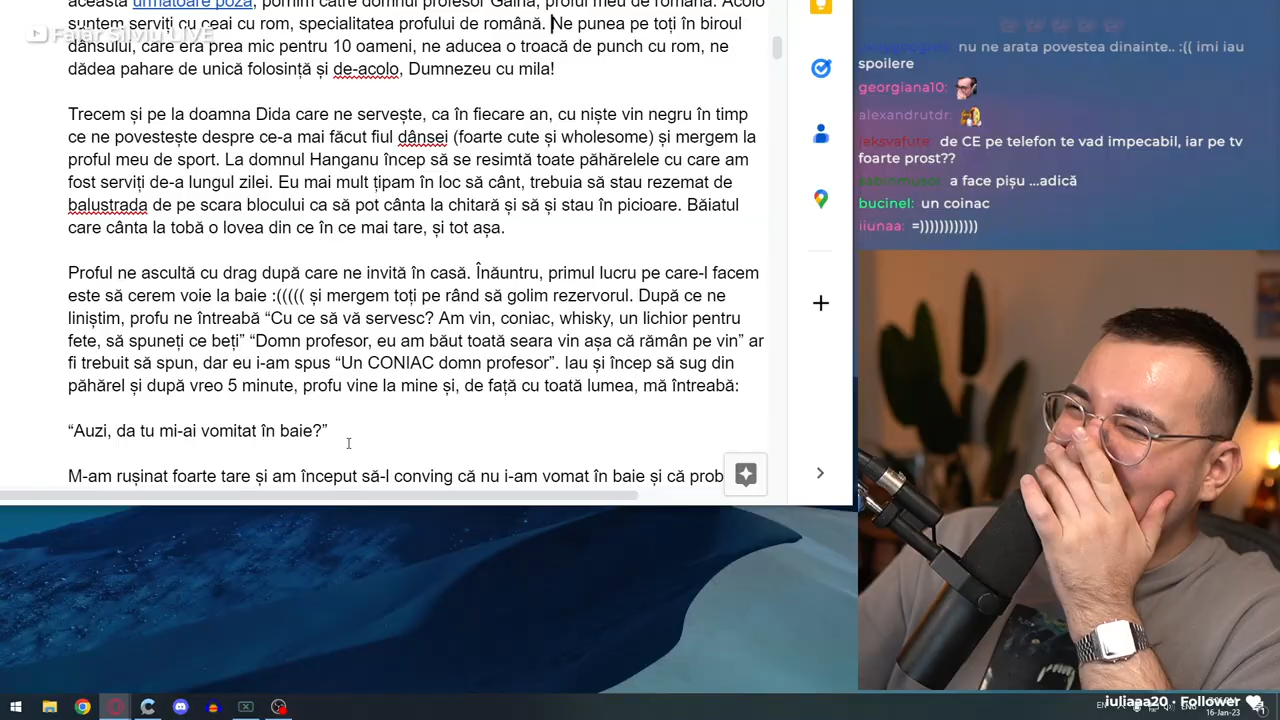 această următoare poză, pornim către domnul profesor Găină, proful meu de română. Acolo
suntem serviți cu ceai cu rom, specialitatea profului de română. Ne punea pe toți în biroul
dânsului, care era prea mic pentru 10 oameni, ne aducea o troacă de punch cu rom, ne
dădea pahare de unică folosință și de-acolo, Dumnezeu cu mila!
Trecem și pe la doamna Dida care ne servește, ca în fiecare an, cu niște vin negru în timp
ce ne povestește despre ce-a mai făcut fiul dânsei (foarte cute și wholesome) și mergem la
proful meu de sport. La domnul Hanganu încep să se resimtă toate păhărelele cu care am
fost serviți de-a lungul zilei. Eu mai mult țipam în loc să cânt, trebuia să stau rezemat de
balustrada de pe scara blocului ca să pot cânta la chitară și să și stau în picioare. Băiatul
care cânta la tobă o lovea din ce în ce mai tare, și tot așa.
Proful ne ascultă cu drag după care ne invită în casă. Înăuntru, primul lucru pe care-l facem
este să cerem voie la baie :((((( și mergem toți pe rând să golim rezervorul. După ce ne
liniștim, profu ne întreabă “Cu ce să vă servesc? Am vin, coniac, whisky, un lichior pentru
fete, să spuneți ce beți” “Domn profesor, eu am băut toată seara vin așa că rămân pe vin” ar
fi trebuit să spun, dar eu i-am spus “Un CONIAC domn profesor”. Iau și încep să sug din
păhărel și după vreo 5 minute, profu vine la mine și, de față cu toată lumea, mă întreabă:
“Auzi, da tu mi-ai vomitat în baie?”
M-am rușinat foarte tare și am început să-l conving că nu i-am vomat în baie și că prob
Faiar Silviu LIVE
nu ne arata povestea dinainte.. :(( imi iau
spoilere
georgiana10:
alexandrutdr:
de CE pe telefon te vad impecabil, iar pe tv
foarte prost??
a face pișu ...adică
bucinel: un coinac
iiunaa: =))))))))))))
iuliaaa20 • Follower
16-Jan-23